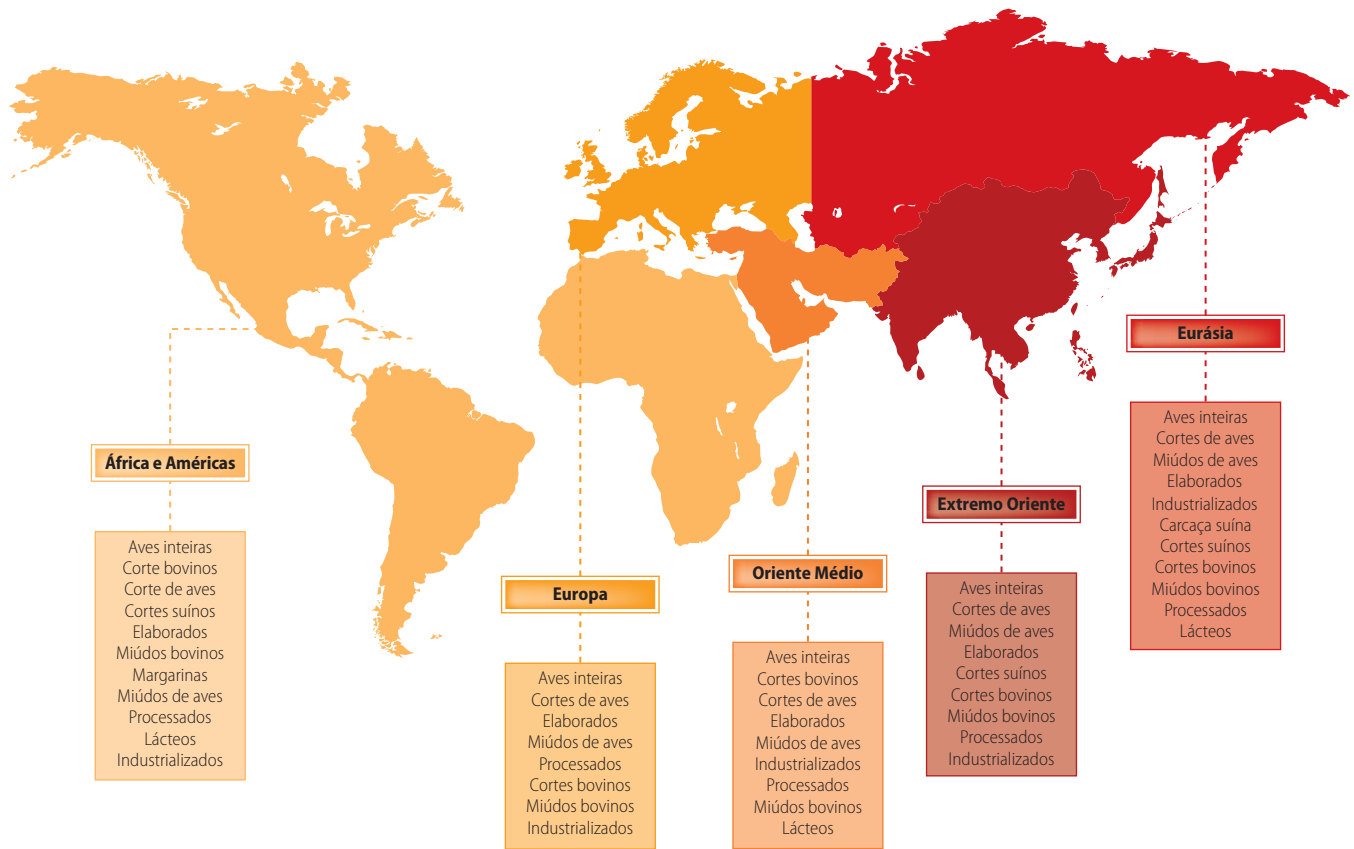 África e Américas
Aves inteiras
Corte bovinos
Corte de aves
Cortes suínos
Elaborados
Miúdos bovinos
Margarinas
Miúdos de aves
Processados
Lácteos
Industrializados
Europa
Aves inteiras
Cortes de aves
Elaborados
Miúdos de aves
Processados
Cortes bovinos
Miúdos bovinos
Industrializados
Oriente Médio
Aves inteiras
Cortes bovinos
Cortes de aves
Elaborados
Miúdos de aves
Industrializados
Processados
Miúdos bovinos
Lácteos
Extremo Oriente
Aves inteiras
Cortes de aves
Miúdos de aves
Elaborados
Cortes suínos
Cortes bovinos
Miúdos bovinos
Processados
Industrializados
Eurásia
Aves inteiras
Cortes de aves
Miúdos de aves
Elaborados
Industrializados
Carcaça suína
Cortes suínos
Cortes bovinos
Miúdos bovinos
Processados
Lácteos